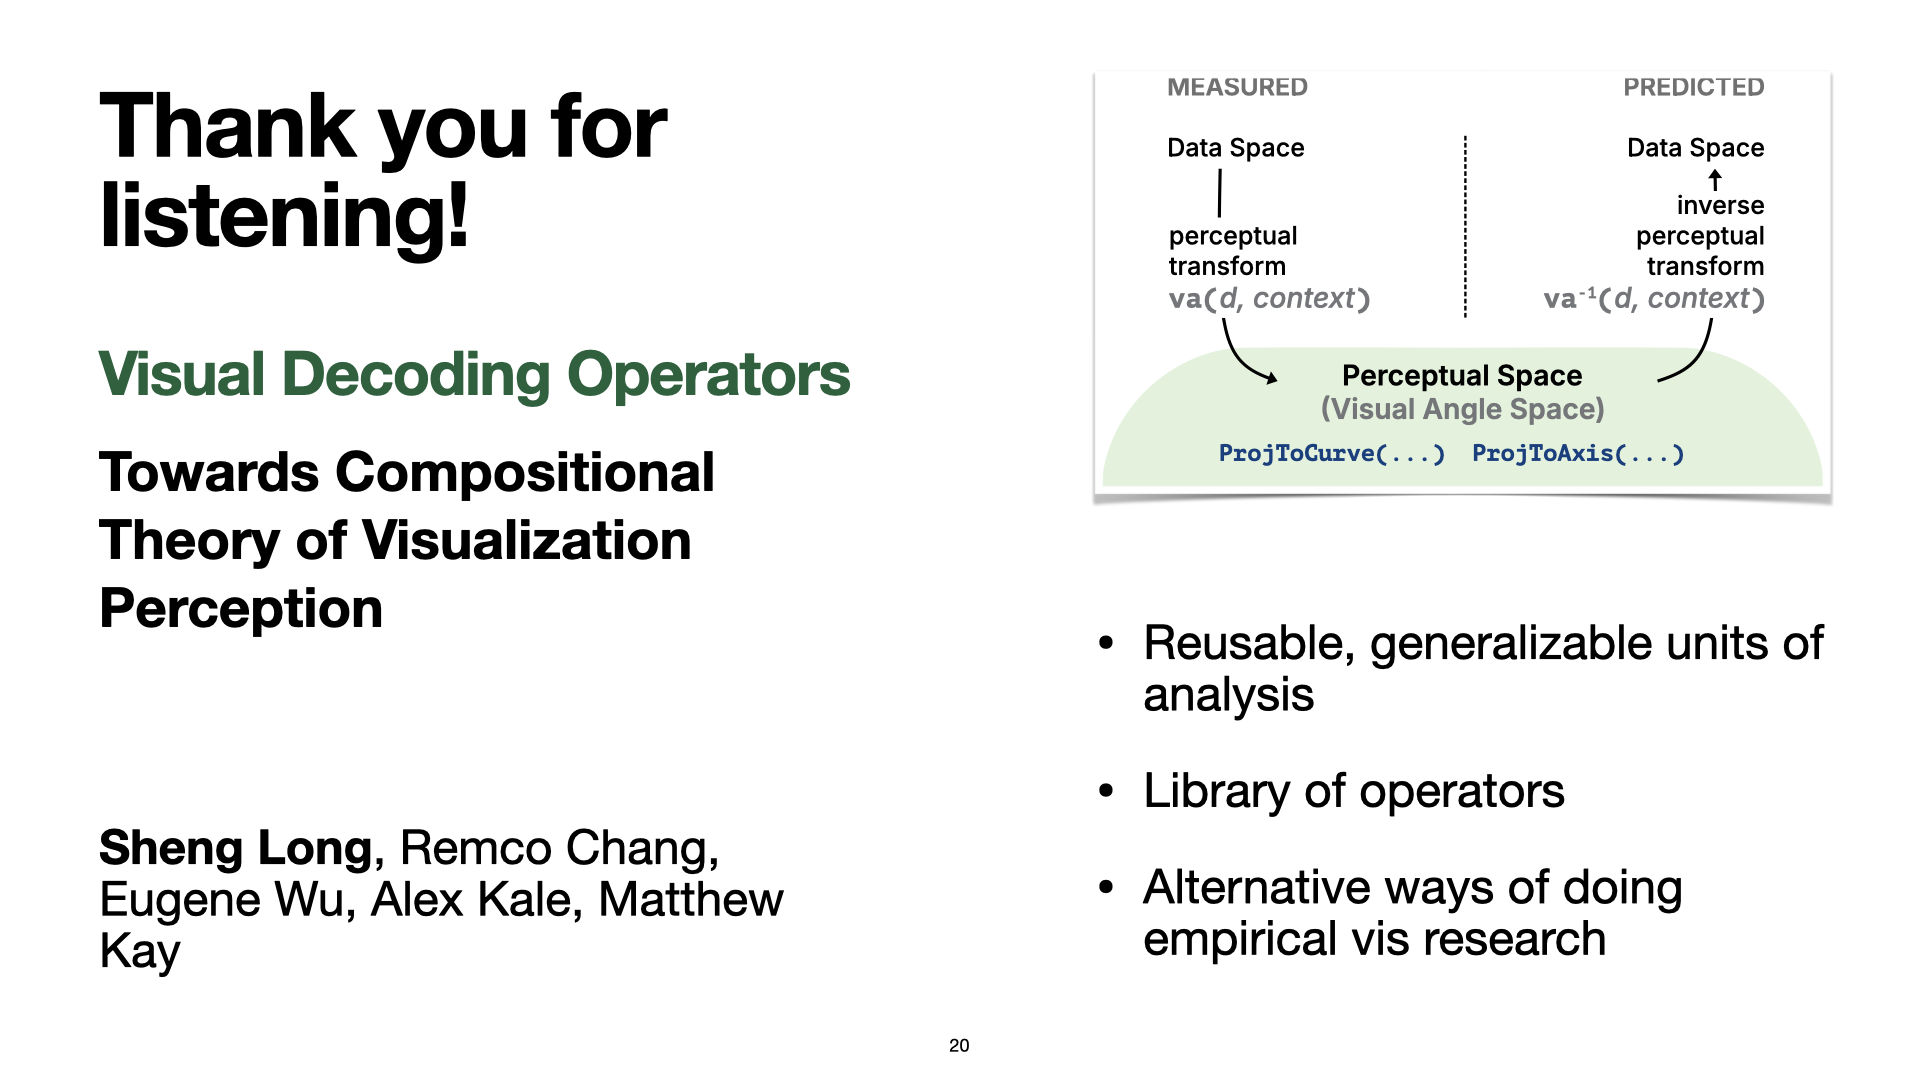 Thank you for
listening!
Visual Decoding Operators
Towards Compositional
Theory of Visualization
Perception
Sheng Long, Remco Chang,
Eugene Wu, Alex Kale, Matthew
Kay
MEASURED
PREDICTED
Data Space
perceptual
transform
va(d, context)
Data Space
inverse
perceptual
transform
va⁻¹(d, context)
Perceptual Space
(Visual Angle Space)
ProjToCurve(...) ProjToAxis(...)
• Reusable, generalizable units of
analysis
• Library of operators
• Alternative ways of doing
empirical vis research
20